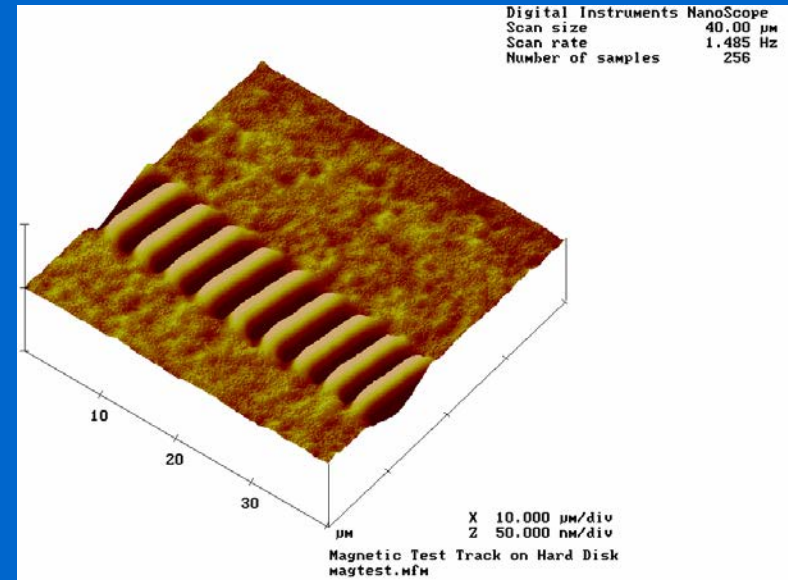 Digital Instruments NanoScope
Scan size 40.00 µm
Scan rate 1.485 Hz
Number of samples 256
10
20
30
µm
X 10.000 µm/div
Z 50.000 nm/div
Magnetic Test Track on Hard Disk
magtest.mfm